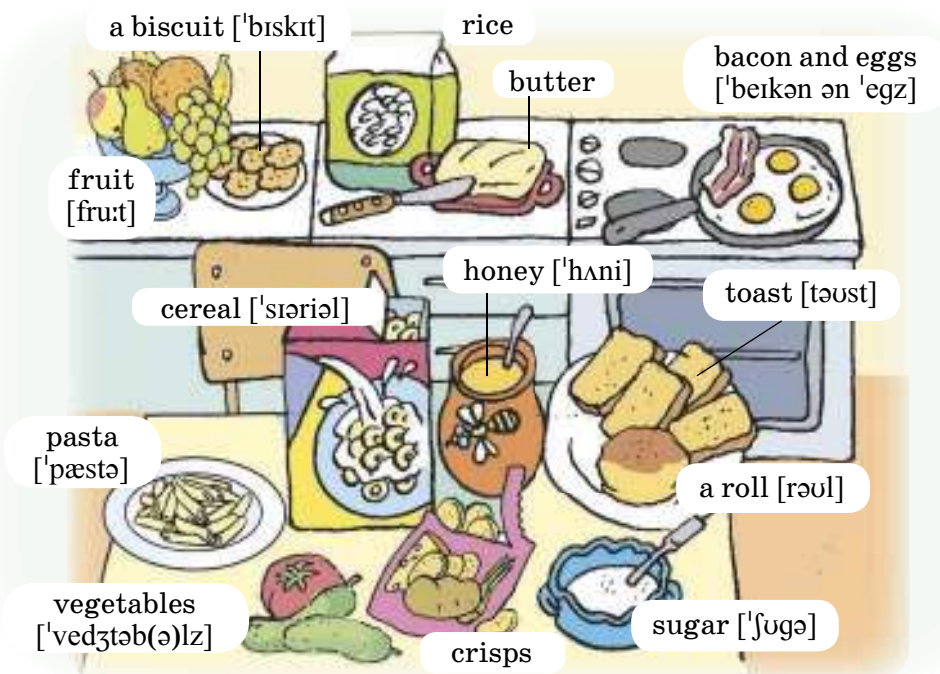 a biscuit [ˈbɪskɪt]
rice
bacon and eggs
[ˈbeɪkən ən ˈegz]
butter
fruit
[fruːt]
honey [ˈhʌni]
toast [təʊst]
cereal [ˈsɪəriəl]
pasta
[ˈpæstə]
a roll [rəʊl]
vegetables
[ˈvedʒtəb(ə)lz]
sugar [ˈʃʊgə]
crisps